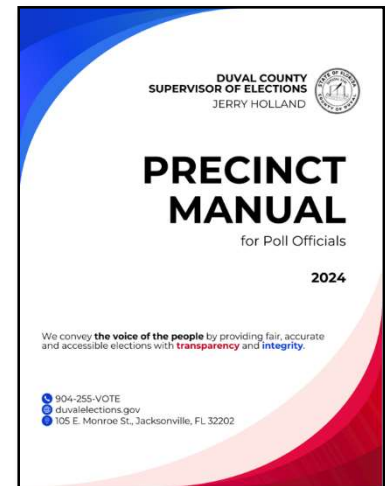 DUVAL COUNTY
SUPERVISOR OF ELECTIONS
JERRY HOLLAND
PRECINCT
MANUAL
for Poll Officials
2024
We convey the voice of the people by providing fair, accurate
and accessible elections with transparency and integrity.
904-255-VOTE
duvalelections.gov
105 E. Monroe St., Jacksonville, FL 32202